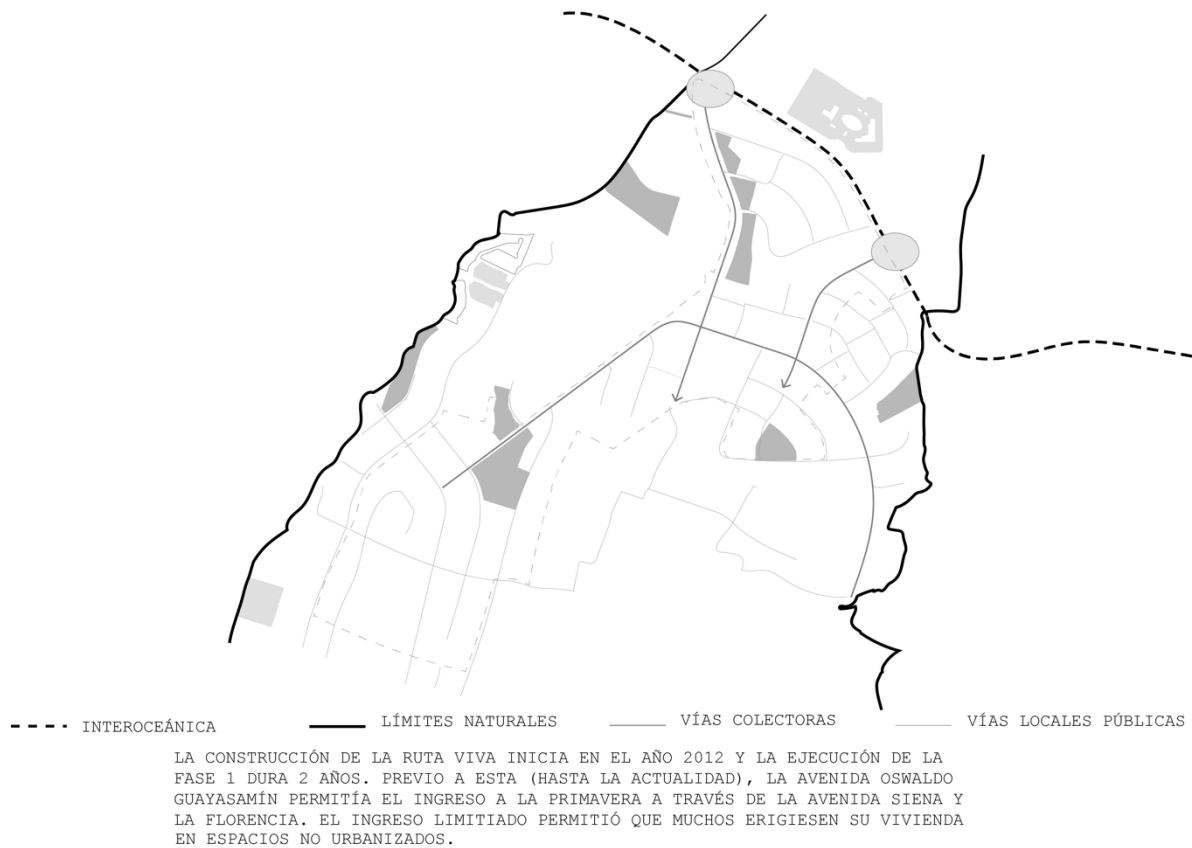 INTEROCEÁNICA
LÍMITES NATURALES
VÍAS COLECTORAS
VÍAS LOCALES PÚBLICAS
LA CONSTRUCCIÓN DE LA RUTA VIVA INICIA EN EL AÑO 2012 Y LA EJECUCIÓN DE LA
FASE 1 DURA 2 AÑOS. PREVIO A ESTA (HASTA LA ACTUALIDAD), LA AVENIDA OSWALDO
GUAYASAMÍN PERMITÍA EL INGRESO A LA PRIMAVERA A TRAVÉS DE LA AVENIDA SIENA Y
LA FLORENCIA. EL INGRESO LIMITIADO PERMITIÓ QUE MUCHOS ERIGIESEN SU VIVIENDA
EN ESPACIOS NO URBANIZADOS.